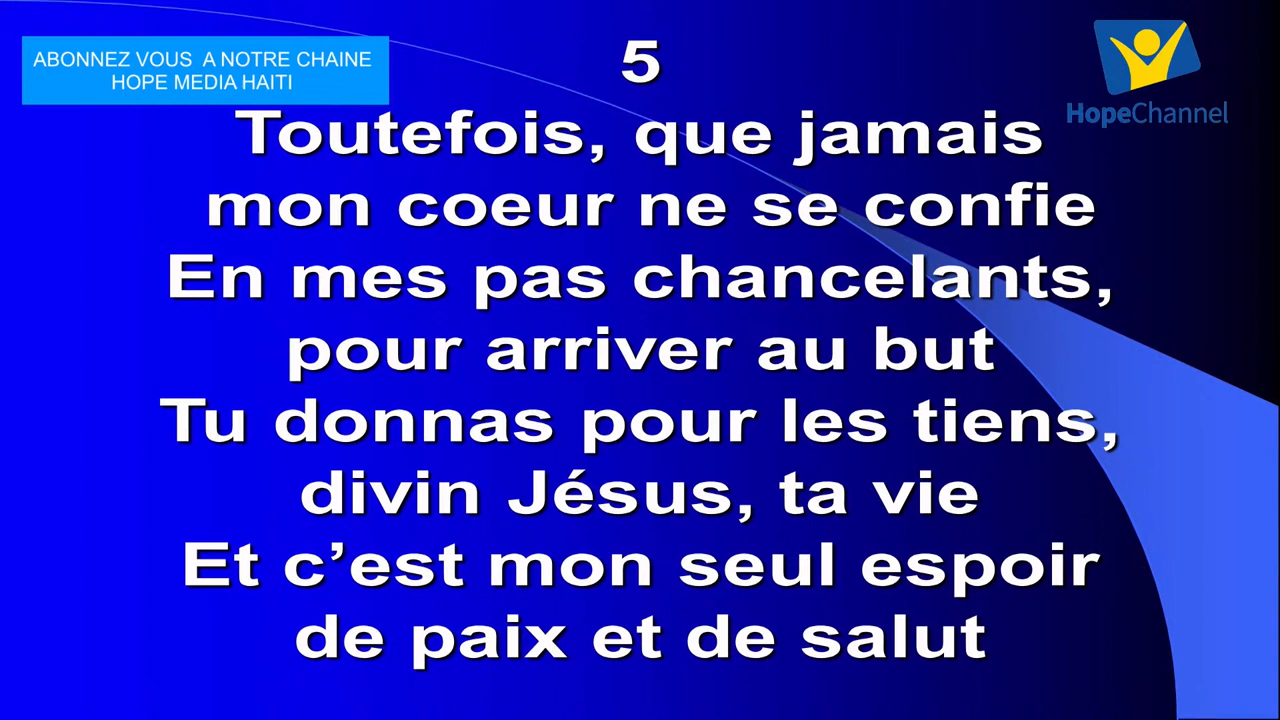 ABONNEZ VOUS A NOTRE CHAINE
HOPE MEDIA HAITI
HopeChannel
5
Toutefois, que jamais
mon coeur ne se confie
En mes pas chancelants,
pour arriver au but
Tu donnas pour les tiens,
divin Jésus, ta vie
Et c’est mon seul espoir
de paix et de salut